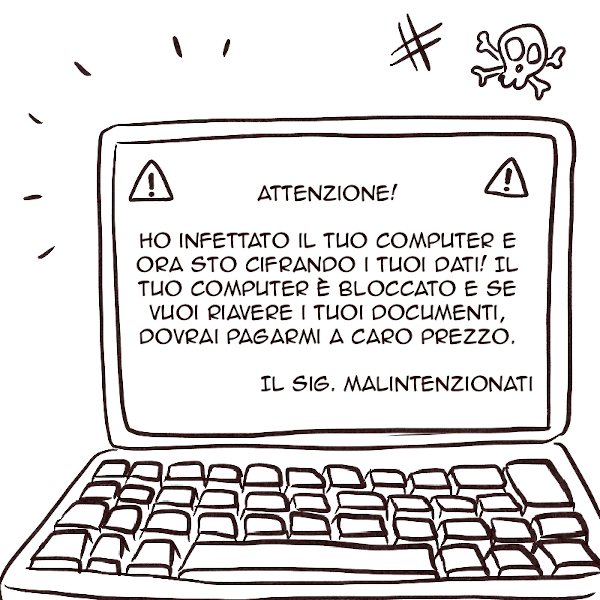 ATTENZIONE!
HO INFETTATO IL TUO COMPUTER E
ORA STO CIFRANDO I TUOI DATI! IL
TUO COMPUTER È BLOCCATO E SE
VUOI RIAVERE I TUOI DOCUMENTI,
DOVRAI PAGARMI A CARO PREZZO.
IL SIG. MALINTENZIONATI